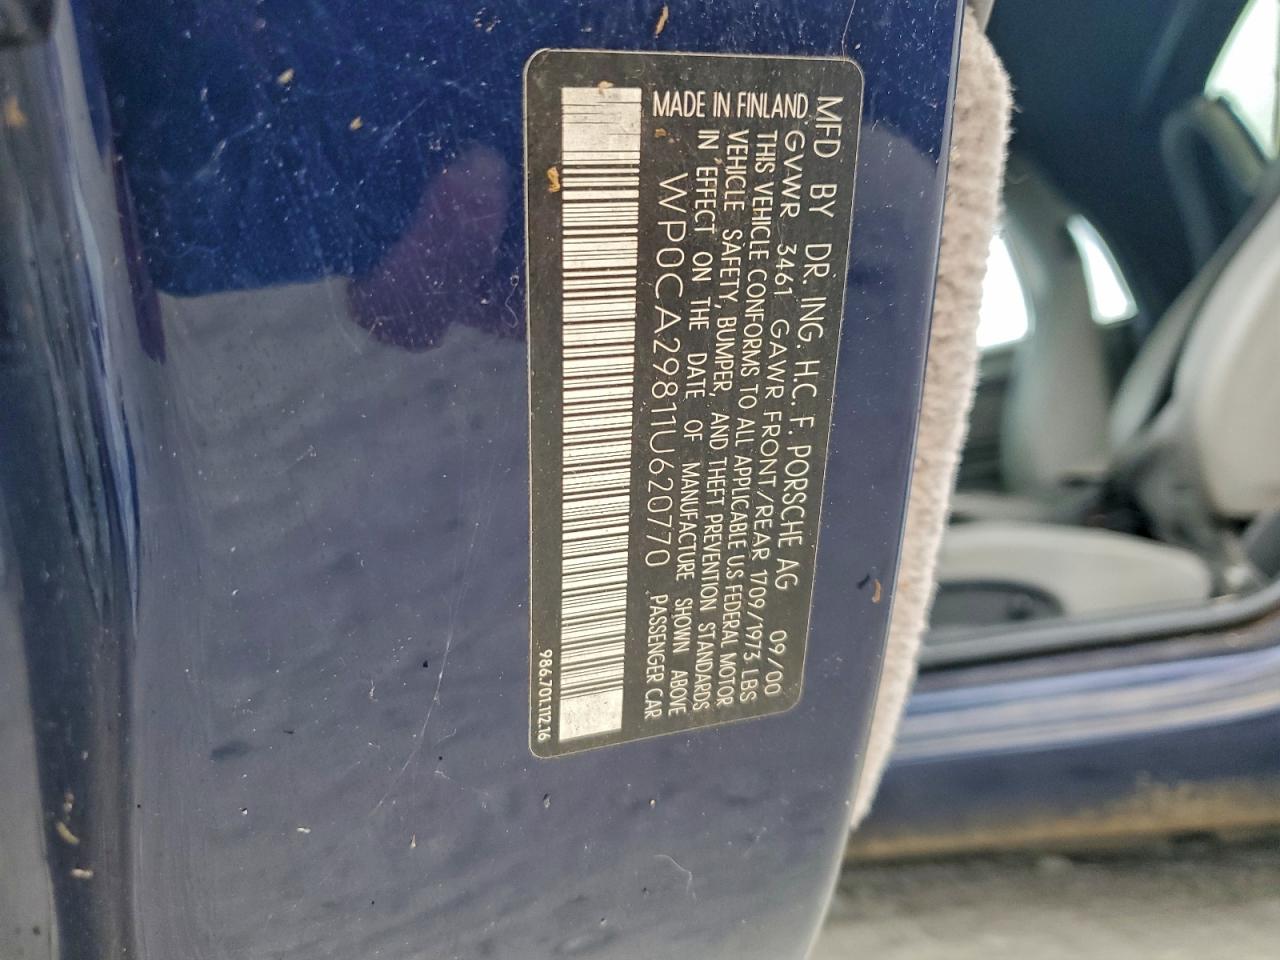 MFD BY DR. ING. H.C. F. PORSCHE AG 09/00
GVWR 3461 GAWR FRONT/REAR 1709/1973 LBS
THIS VEHICLE CONFORMS TO ALL APPLICABLE US FEDERAL MOTOR
VEHICLE SAFETY, BUMPER, AND THEFT PREVENTION STANDARDS
IN EFFECT ON THE DATE OF MANUFACTURE SHOWN ABOVE
WP0CA29811U620770 PASSENGER CAR
MADE IN FINLAND
986.701.112.16